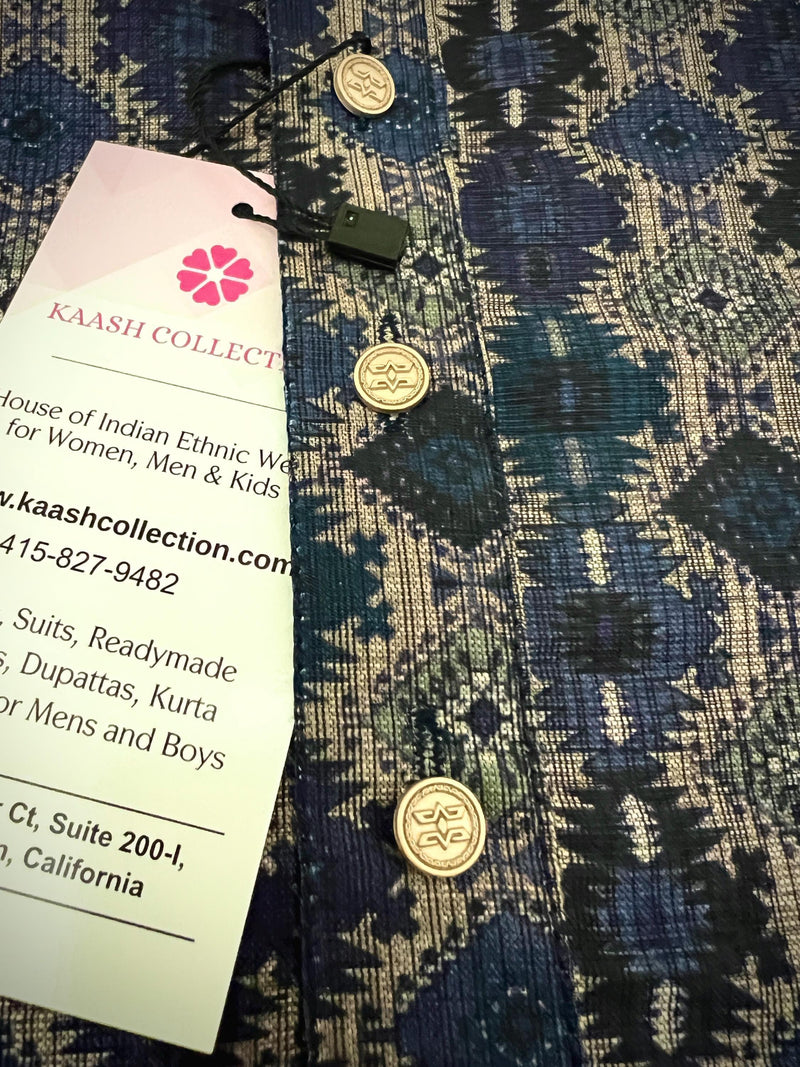 KAASH COLLECT
House of Indian Ethnic We
for Women, Men & Kids
w.kaashcollection.com
415-827-9482
, Suits, Readymade
s, Dupattas, Kurta
or Mens and Boys
r Ct, Suite 200-I,
n, California